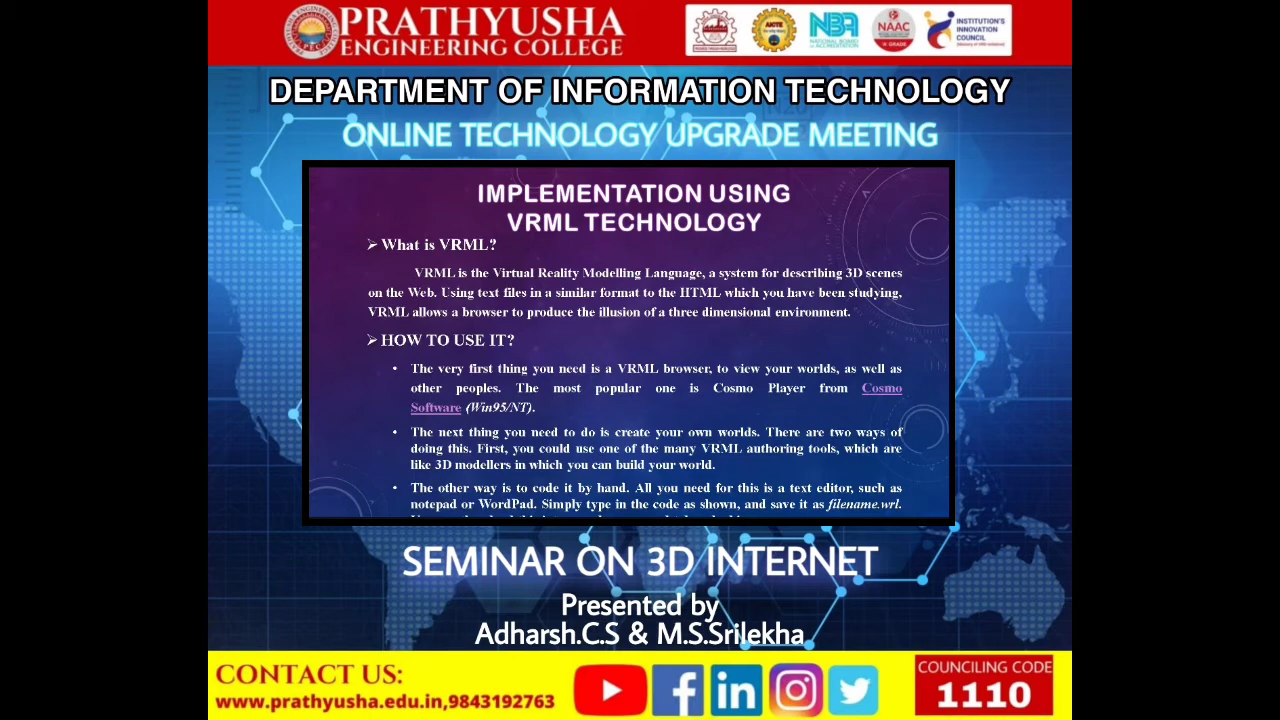 PRATHYUSHA
ENGINEERING COLLEGE
NBA
NATIONAL BOARD
OF ACCREDITATION
NAAC
INSTITUTION'S
INNOVATION
COUNCIL
DEPARTMENT OF INFORMATION TECHNOLOGY
ONLINE TECHNOLOGY UPGRADE MEETING
IMPLEMENTATION USING
VRML TECHNOLOGY
➢ What is VRML?
VRML is the Virtual Reality Modelling Language, a system for describing 3D scenes
on the Web. Using text files in a similar format to the HTML which you have been studying,
VRML allows a browser to produce the illusion of a three dimensional environment.
➢ HOW TO USE IT?
• The very first thing you need is a VRML browser, to view your worlds, as well as
other peoples. The most popular one is Cosmo Player from Cosmo
Software (Win95/NT).
• The next thing you need to do is create your own worlds. There are two ways of
doing this. First, you could use one of the many VRML authoring tools, which are
like 3D modellers in which you can build your world.
• The other way is to code it by hand. All you need for this is a text editor, such as
notepad or WordPad. Simply type in the code as shown, and save it as filename.wrl.
SEMINAR ON 3D INTERNET
Presented by
Adharsh.C.S & M.S.Srilekha
CONTACT US:
www.prathyusha.edu.in,9843192763
in
COUNCILING CODE
1110